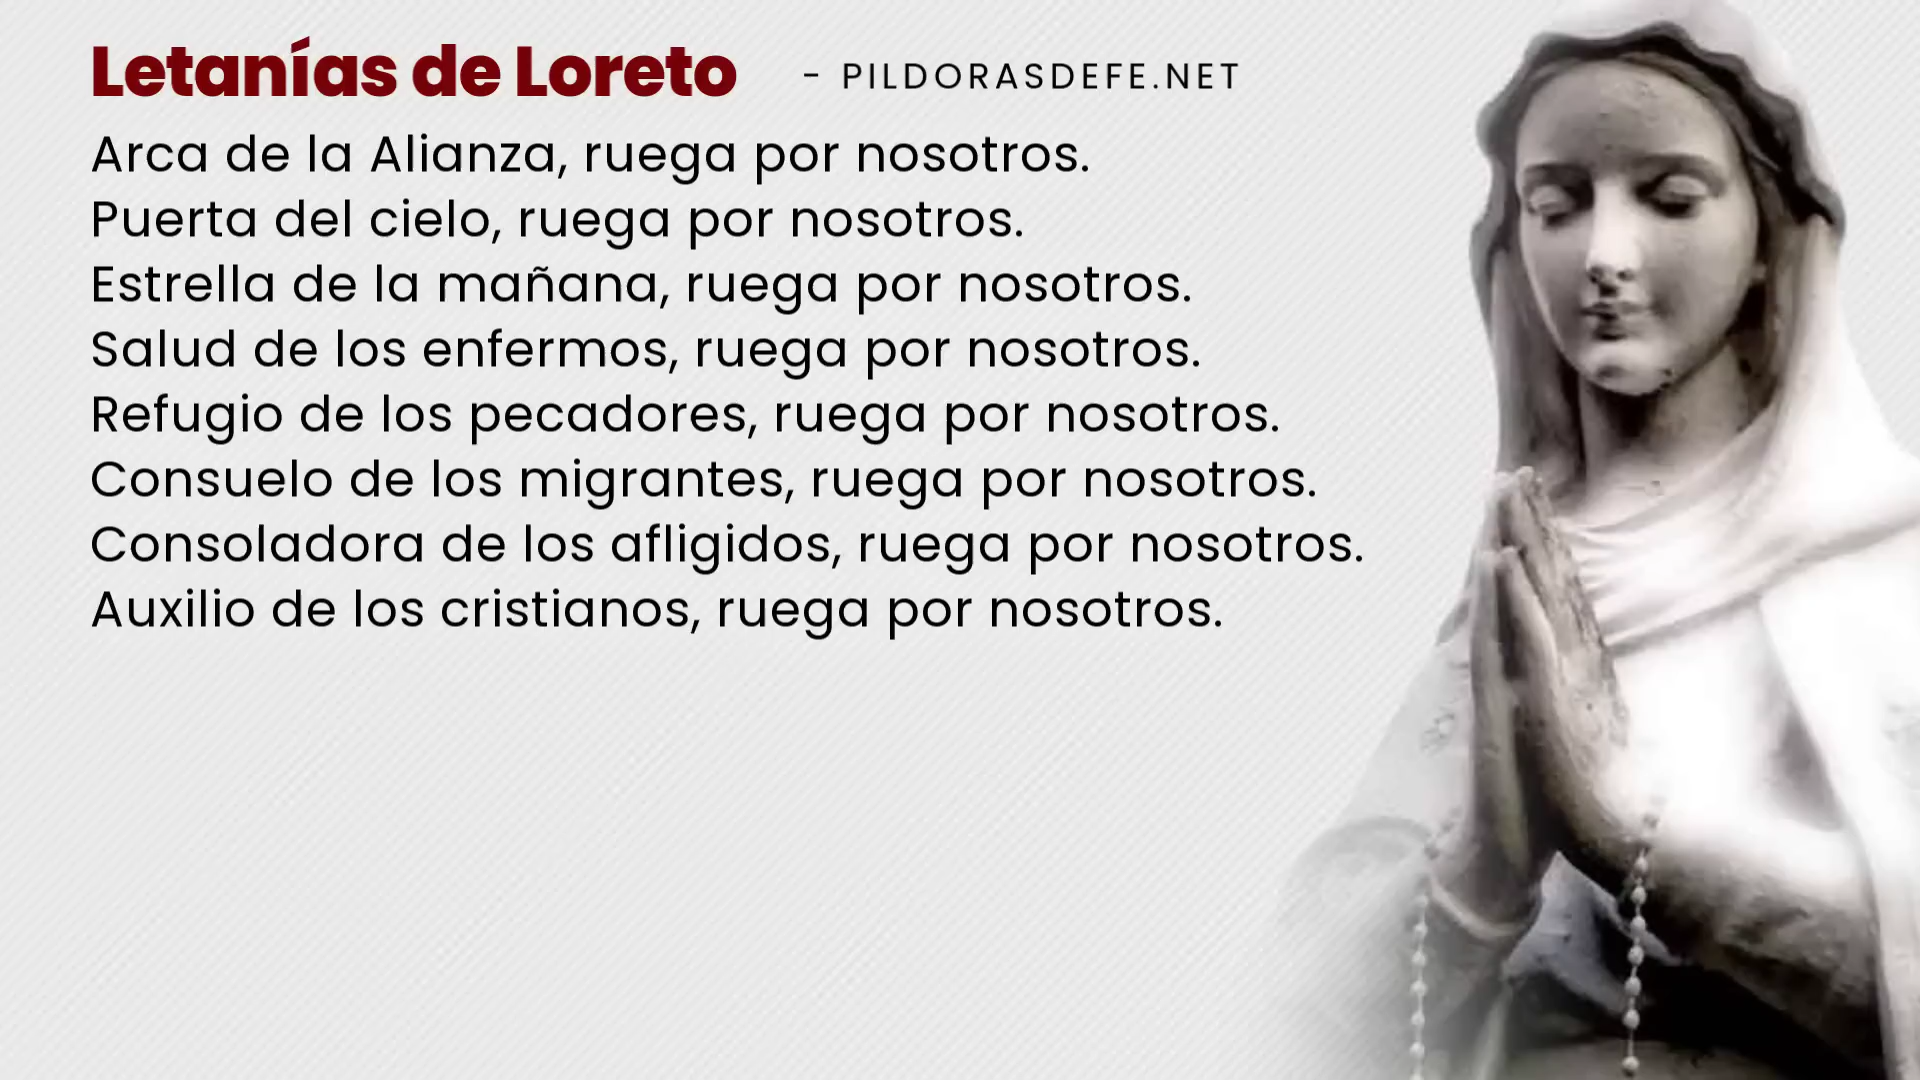 Letanías de Loreto - PILDORASDEFE.NET
Arca de la Alianza, ruega por nosotros.
Puerta del cielo, ruega por nosotros.
Estrella de la mañana, ruega por nosotros.
Salud de los enfermos, ruega por nosotros.
Refugio de los pecadores, ruega por nosotros.
Consuelo de los migrantes, ruega por nosotros.
Consoladora de los afligidos, ruega por nosotros.
Auxilio de los cristianos, ruega por nosotros.